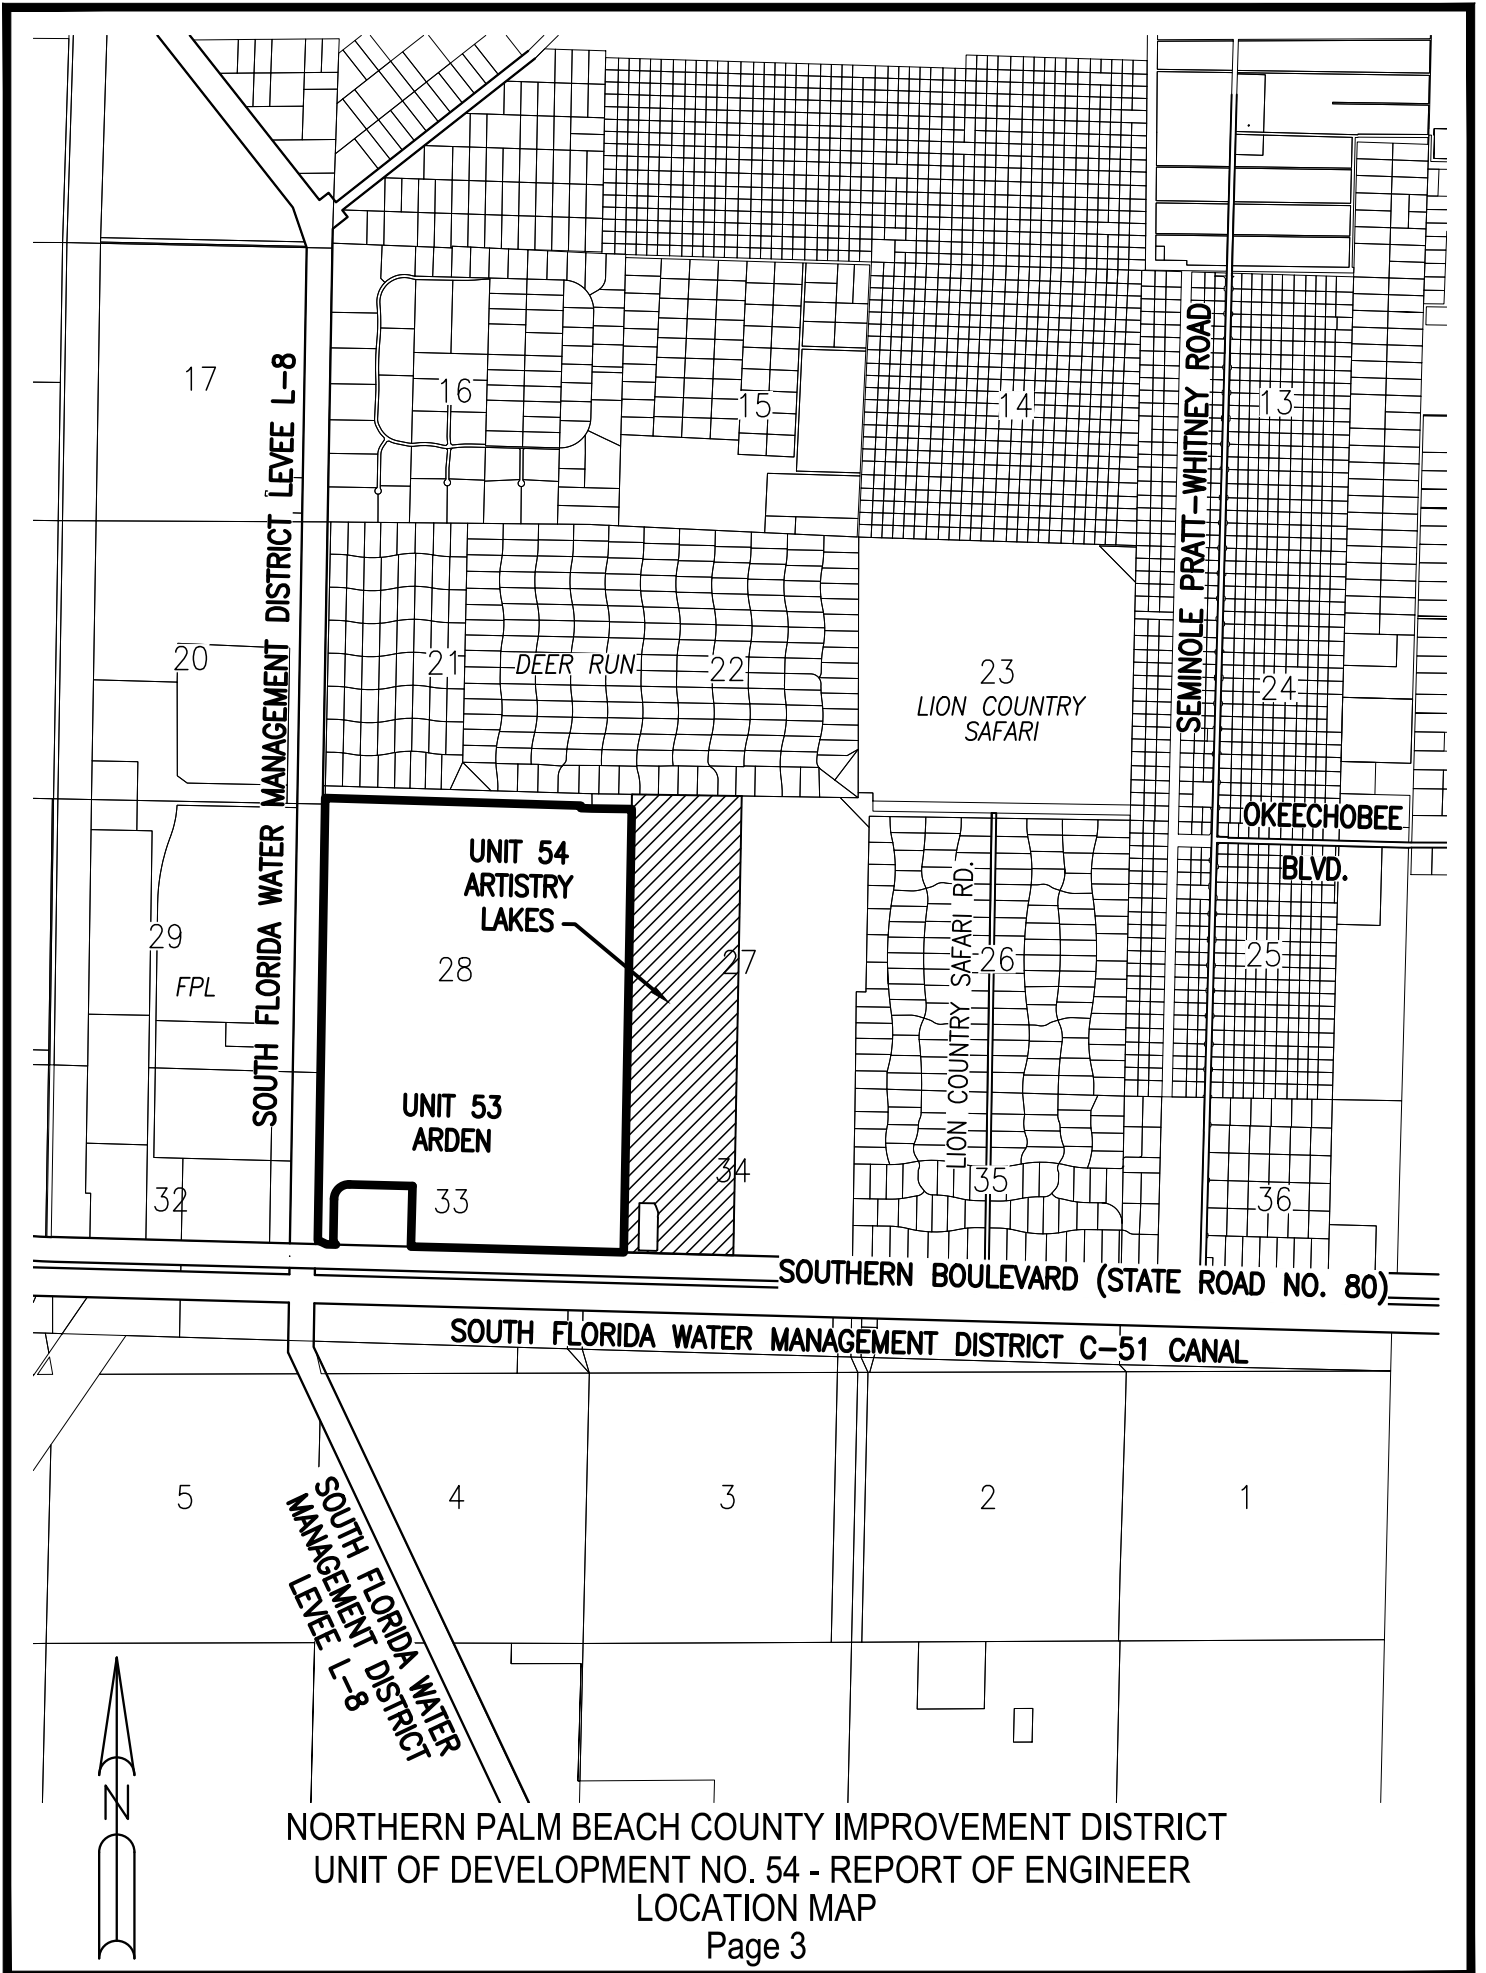 17
16
15
14
13
SOUTH FLORIDA WATER MANAGEMENT DISTRICT LEVEE L-8
SEMINOLE PRATT-WHITNEY ROAD
20
21
DEER RUN
22
23
LION COUNTRY
SAFARI
24
OKEECHOBEE
BLVD.
UNIT 54
ARTISTRY
LAKES
29
FPL
28
27
LION COUNTRY SAFARI RD.
26
25
UNIT 53
ARDEN
32
33
34
35
36
SOUTHERN BOULEVARD (STATE ROAD NO. 80)
SOUTH FLORIDA WATER MANAGEMENT DISTRICT C-51 CANAL
5
4
3
2
1
SOUTH FLORIDA WATER
MANAGEMENT DISTRICT
LEVEE L-8
N
NORTHERN PALM BEACH COUNTY IMPROVEMENT DISTRICT
UNIT OF DEVELOPMENT NO. 54 - REPORT OF ENGINEER
LOCATION MAP
Page 3